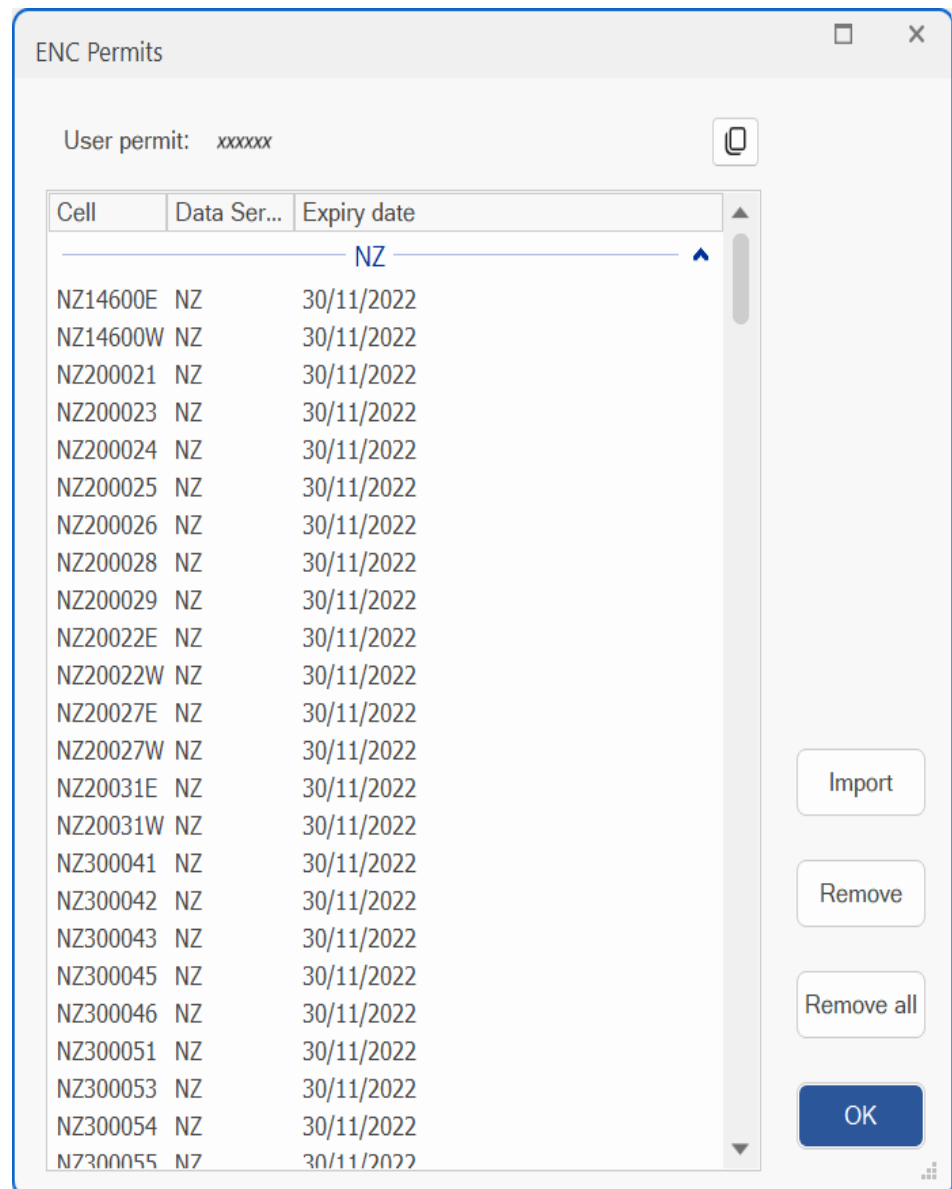 ENC Permits
User permit: xxxxxx
Cell Data Ser... Expiry date
NZ
NZ14600E NZ 30/11/2022
NZ14600W NZ 30/11/2022
NZ200021 NZ 30/11/2022
NZ200023 NZ 30/11/2022
NZ200024 NZ 30/11/2022
NZ200025 NZ 30/11/2022
NZ200026 NZ 30/11/2022
NZ200028 NZ 30/11/2022
NZ200029 NZ 30/11/2022
NZ20022E NZ 30/11/2022
NZ20022W NZ 30/11/2022
NZ20027E NZ 30/11/2022
NZ20027W NZ 30/11/2022
NZ20031E NZ 30/11/2022
NZ20031W NZ 30/11/2022
NZ300041 NZ 30/11/2022
NZ300042 NZ 30/11/2022
NZ300043 NZ 30/11/2022
NZ300045 NZ 30/11/2022
NZ300046 NZ 30/11/2022
NZ300051 NZ 30/11/2022
NZ300053 NZ 30/11/2022
NZ300054 NZ 30/11/2022
NZ300055 NZ 30/11/2022
Import
Remove
Remove all
OK